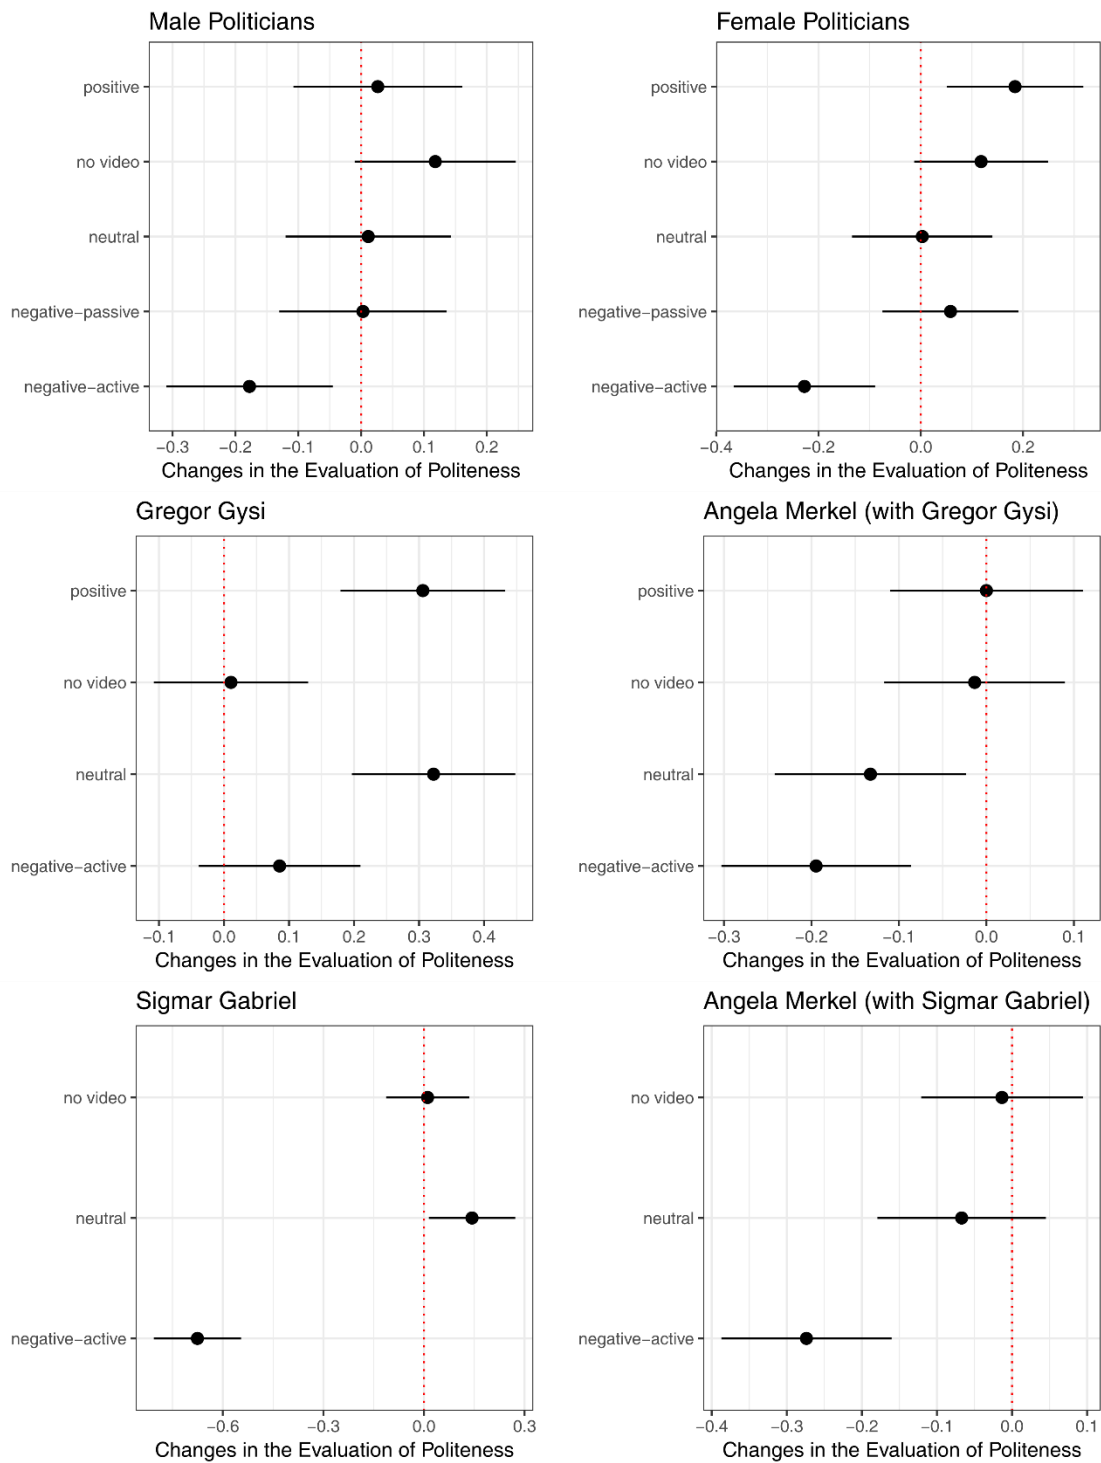 Male Politicians
positive
no video
neutral
negative−passive
negative−active
−0.3 −0.2 −0.1 0.0 0.1 0.2
Changes in the Evaluation of Politeness
Female Politicians
positive
no video
neutral
negative−passive
negative−active
−0.4 −0.2 0.0 0.2
Changes in the Evaluation of Politeness
Gregor Gysi
positive
no video
neutral
negative−active
−0.1 0.0 0.1 0.2 0.3 0.4
Changes in the Evaluation of Politeness
Angela Merkel (with Gregor Gysi)
positive
no video
neutral
negative−active
−0.3 −0.2 −0.1 0.0 0.1
Changes in the Evaluation of Politeness
Sigmar Gabriel
no video
neutral
negative−active
−0.6 −0.3 0.0 0.3
Changes in the Evaluation of Politeness
Angela Merkel (with Sigmar Gabriel)
no video
neutral
negative−active
−0.4 −0.3 −0.2 −0.1 0.0 0.1
Changes in the Evaluation of Politeness